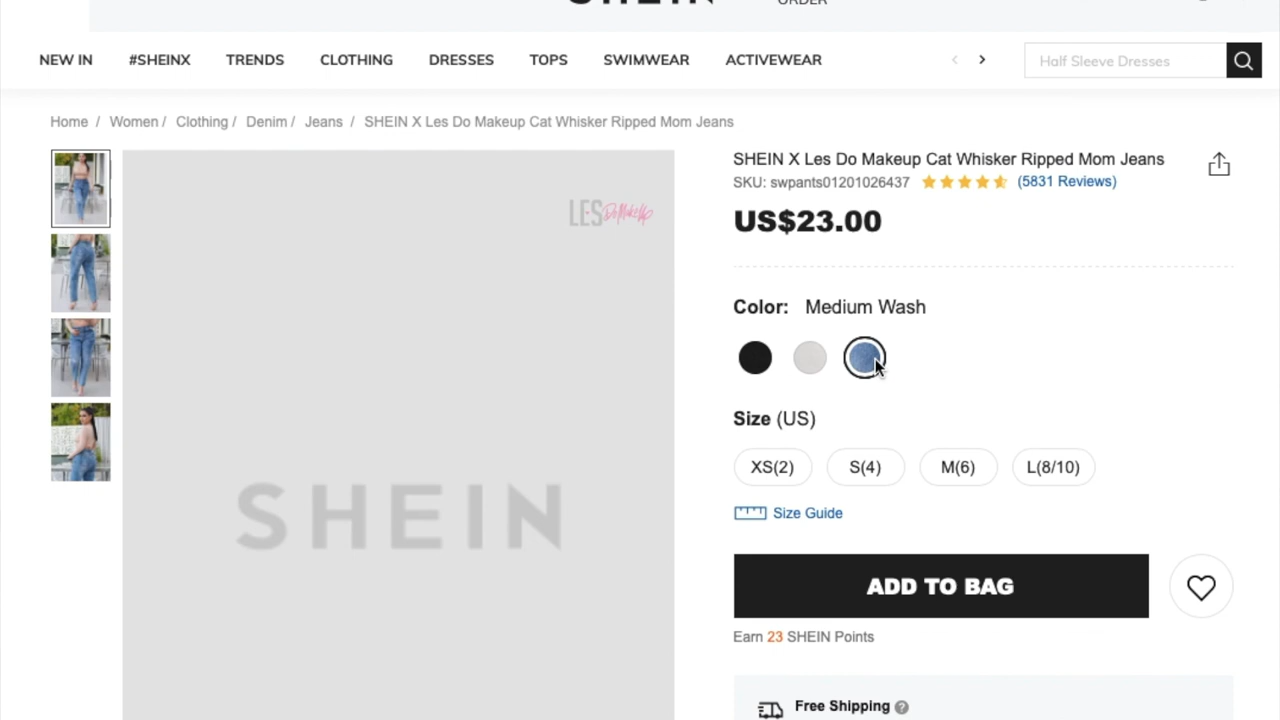 SHEIN
ORDER
NEW IN #SHEINX TRENDS CLOTHING DRESSES TOPS SWIMWEAR ACTIVEWEAR
Half Sleeve Dresses
Home / Women / Clothing / Denim / Jeans / SHEIN X Les Do Makeup Cat Whisker Ripped Mom Jeans
SHEIN X Les Do Makeup Cat Whisker Ripped Mom Jeans
SKU: swpants01201026437 (5831 Reviews)
LES DoMakeUp
US$23.00
Color: Medium Wash
Size (US)
XS(2) S(4) M(6) L(8/10)
SHEIN
Size Guide
ADD TO BAG
Earn 23 SHEIN Points
Free Shipping ?